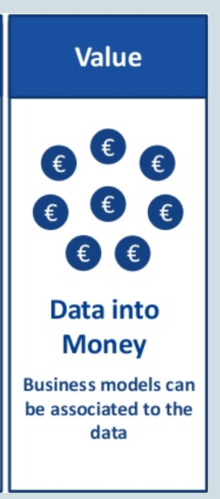 Value
€
€ €
€ € €
€ €
Data into
Money
Business models can
be associated to the
data